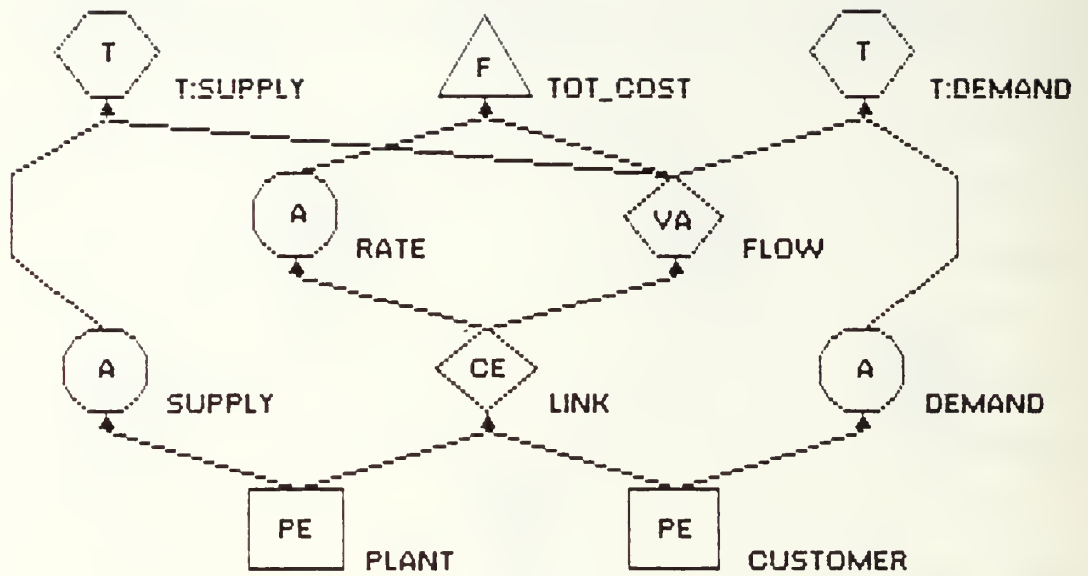 T F T
T:SUPPLY TOT_COST T:DEMAND
A VA
RATE FLOW
A CE A
SUPPLY LINK DEMAND
PE PE
PLANT CUSTOMER